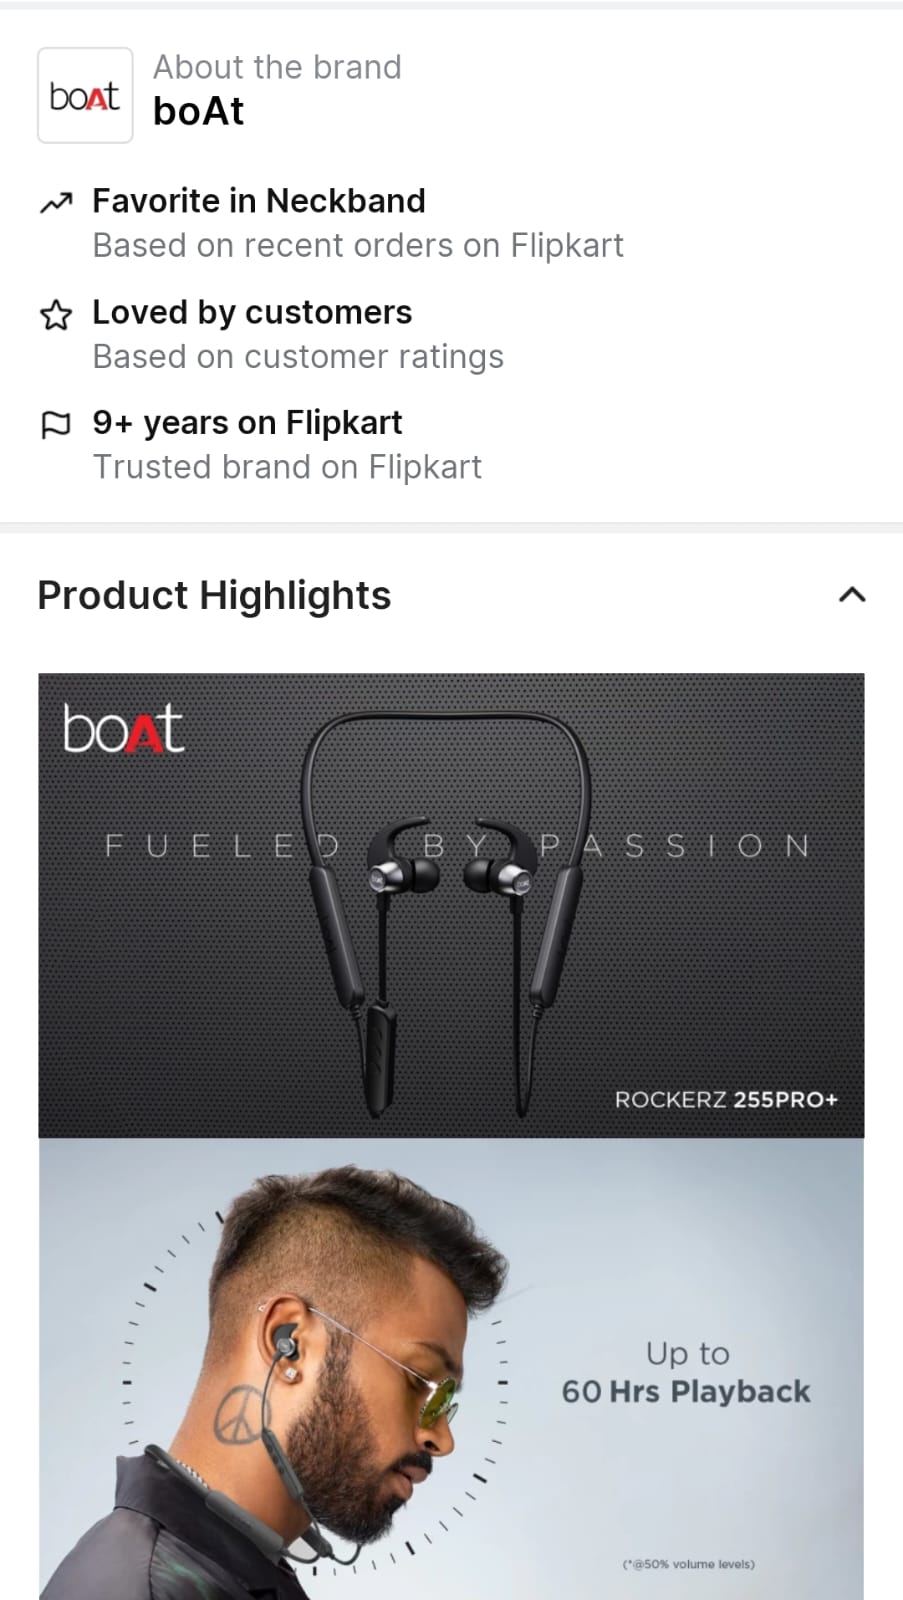 boAt
About the brand
boAt
Favorite in Neckband
Based on recent orders on Flipkart
Loved by customers
Based on customer ratings
9+ years on Flipkart
Trusted brand on Flipkart
Product Highlights
boAt
FUELED BY PASSION
ROCKERZ 255PRO+
Up to
60 Hrs Playback
(*@50% volume levels)